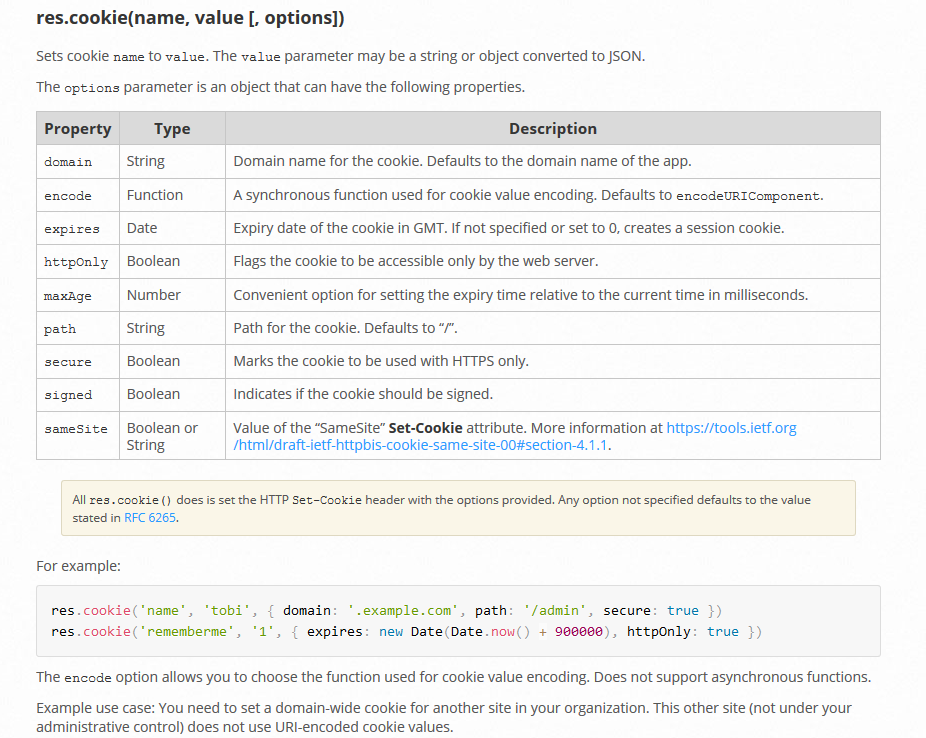 res.cookie(name, value [, options])
Sets cookie name to value. The value parameter may be a string or object converted to JSON.
The options parameter is an object that can have the following properties.
Property Type Description
domain String Domain name for the cookie. Defaults to the domain name of the app.
encode Function A synchronous function used for cookie value encoding. Defaults to encodeURIComponent.
expires Date Expiry date of the cookie in GMT. If not specified or set to 0, creates a session cookie.
httpOnly Boolean Flags the cookie to be accessible only by the web server.
maxAge Number Convenient option for setting the expiry time relative to the current time in milliseconds.
path String Path for the cookie. Defaults to “/”.
secure Boolean Marks the cookie to be used with HTTPS only.
signed Boolean Indicates if the cookie should be signed.
sameSite Boolean or Value of the “SameSite” Set-Cookie attribute. More information at https://tools.ietf.org
String /html/draft-ietf-httpbis-cookie-same-site-00#section-4.1.1.
All res.cookie() does is set the HTTP Set-Cookie header with the options provided. Any option not specified defaults to the value
stated in RFC 6265.
For example:
res.cookie('name', 'tobi', { domain: '.example.com', path: '/admin', secure: true })
res.cookie('rememberme', '1', { expires: new Date(Date.now() + 900000), httpOnly: true })
The encode option allows you to choose the function used for cookie value encoding. Does not support asynchronous functions.
Example use case: You need to set a domain-wide cookie for another site in your organization. This other site (not under your
administrative control) does not use URI-encoded cookie values.